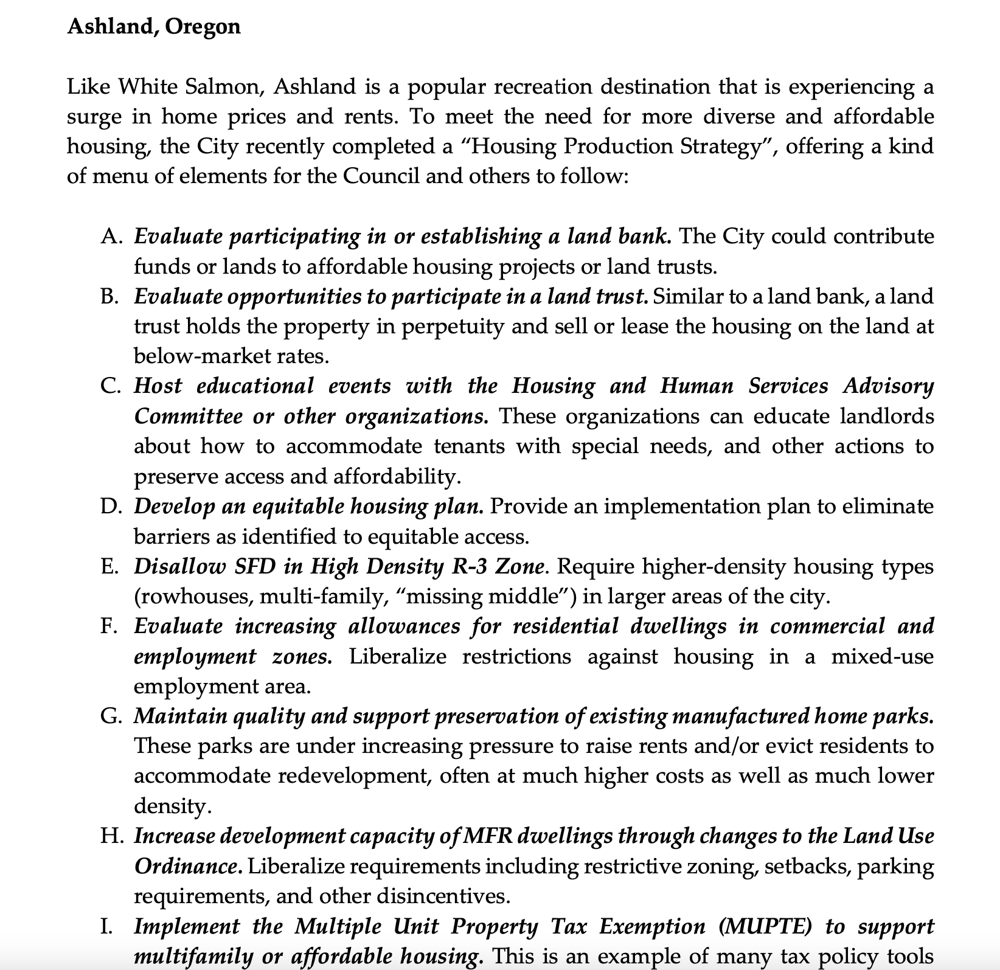 Ashland, Oregon
Like White Salmon, Ashland is a popular recreation destination that is experiencing a
surge in home prices and rents. To meet the need for more diverse and affordable
housing, the City recently completed a “Housing Production Strategy”, offering a kind
of menu of elements for the Council and others to follow:
A. Evaluate participating in or establishing a land bank. The City could contribute
funds or lands to affordable housing projects or land trusts.
B. Evaluate opportunities to participate in a land trust. Similar to a land bank, a land
trust holds the property in perpetuity and sell or lease the housing on the land at
below-market rates.
C. Host educational events with the Housing and Human Services Advisory
Committee or other organizations. These organizations can educate landlords
about how to accommodate tenants with special needs, and other actions to
preserve access and affordability.
D. Develop an equitable housing plan. Provide an implementation plan to eliminate
barriers as identified to equitable access.
E. Disallow SFD in High Density R-3 Zone. Require higher-density housing types
(rowhouses, multi-family, “missing middle”) in larger areas of the city.
F. Evaluate increasing allowances for residential dwellings in commercial and
employment zones. Liberalize restrictions against housing in a mixed-use
employment area.
G. Maintain quality and support preservation of existing manufactured home parks.
These parks are under increasing pressure to raise rents and/or evict residents to
accommodate redevelopment, often at much higher costs as well as much lower
density.
H. Increase development capacity of MFR dwellings through changes to the Land Use
Ordinance. Liberalize requirements including restrictive zoning, setbacks, parking
requirements, and other disincentives.
I. Implement the Multiple Unit Property Tax Exemption (MUPTE) to support
multifamily or affordable housing. This is an example of many tax policy tools